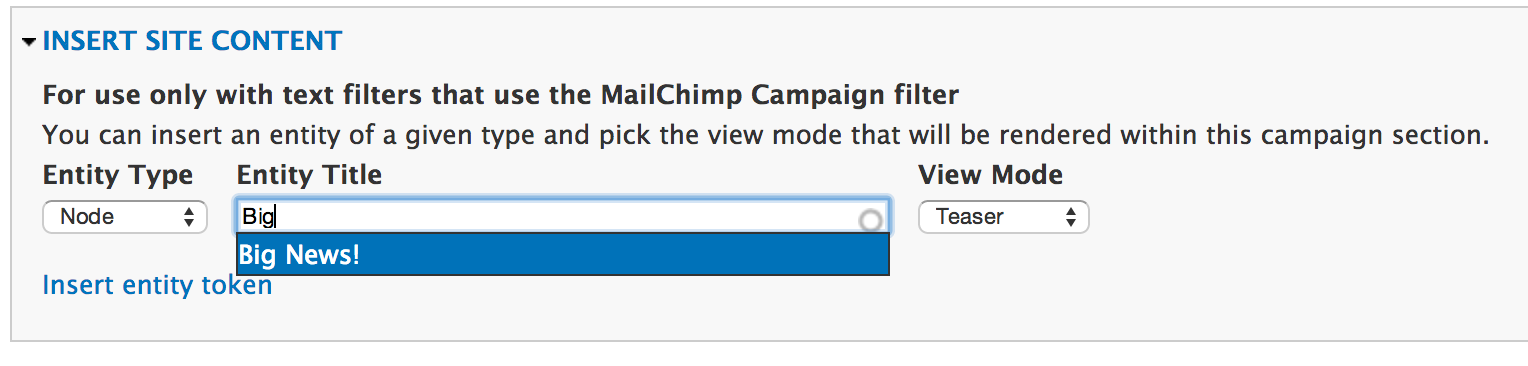 INSERT SITE CONTENT
For use only with text filters that use the MailChimp Campaign filter
You can insert an entity of a given type and pick the view mode that will be rendered within this campaign section.
Entity Type Entity Title View Mode
Node Big Teaser
Big News!
Insert entity token